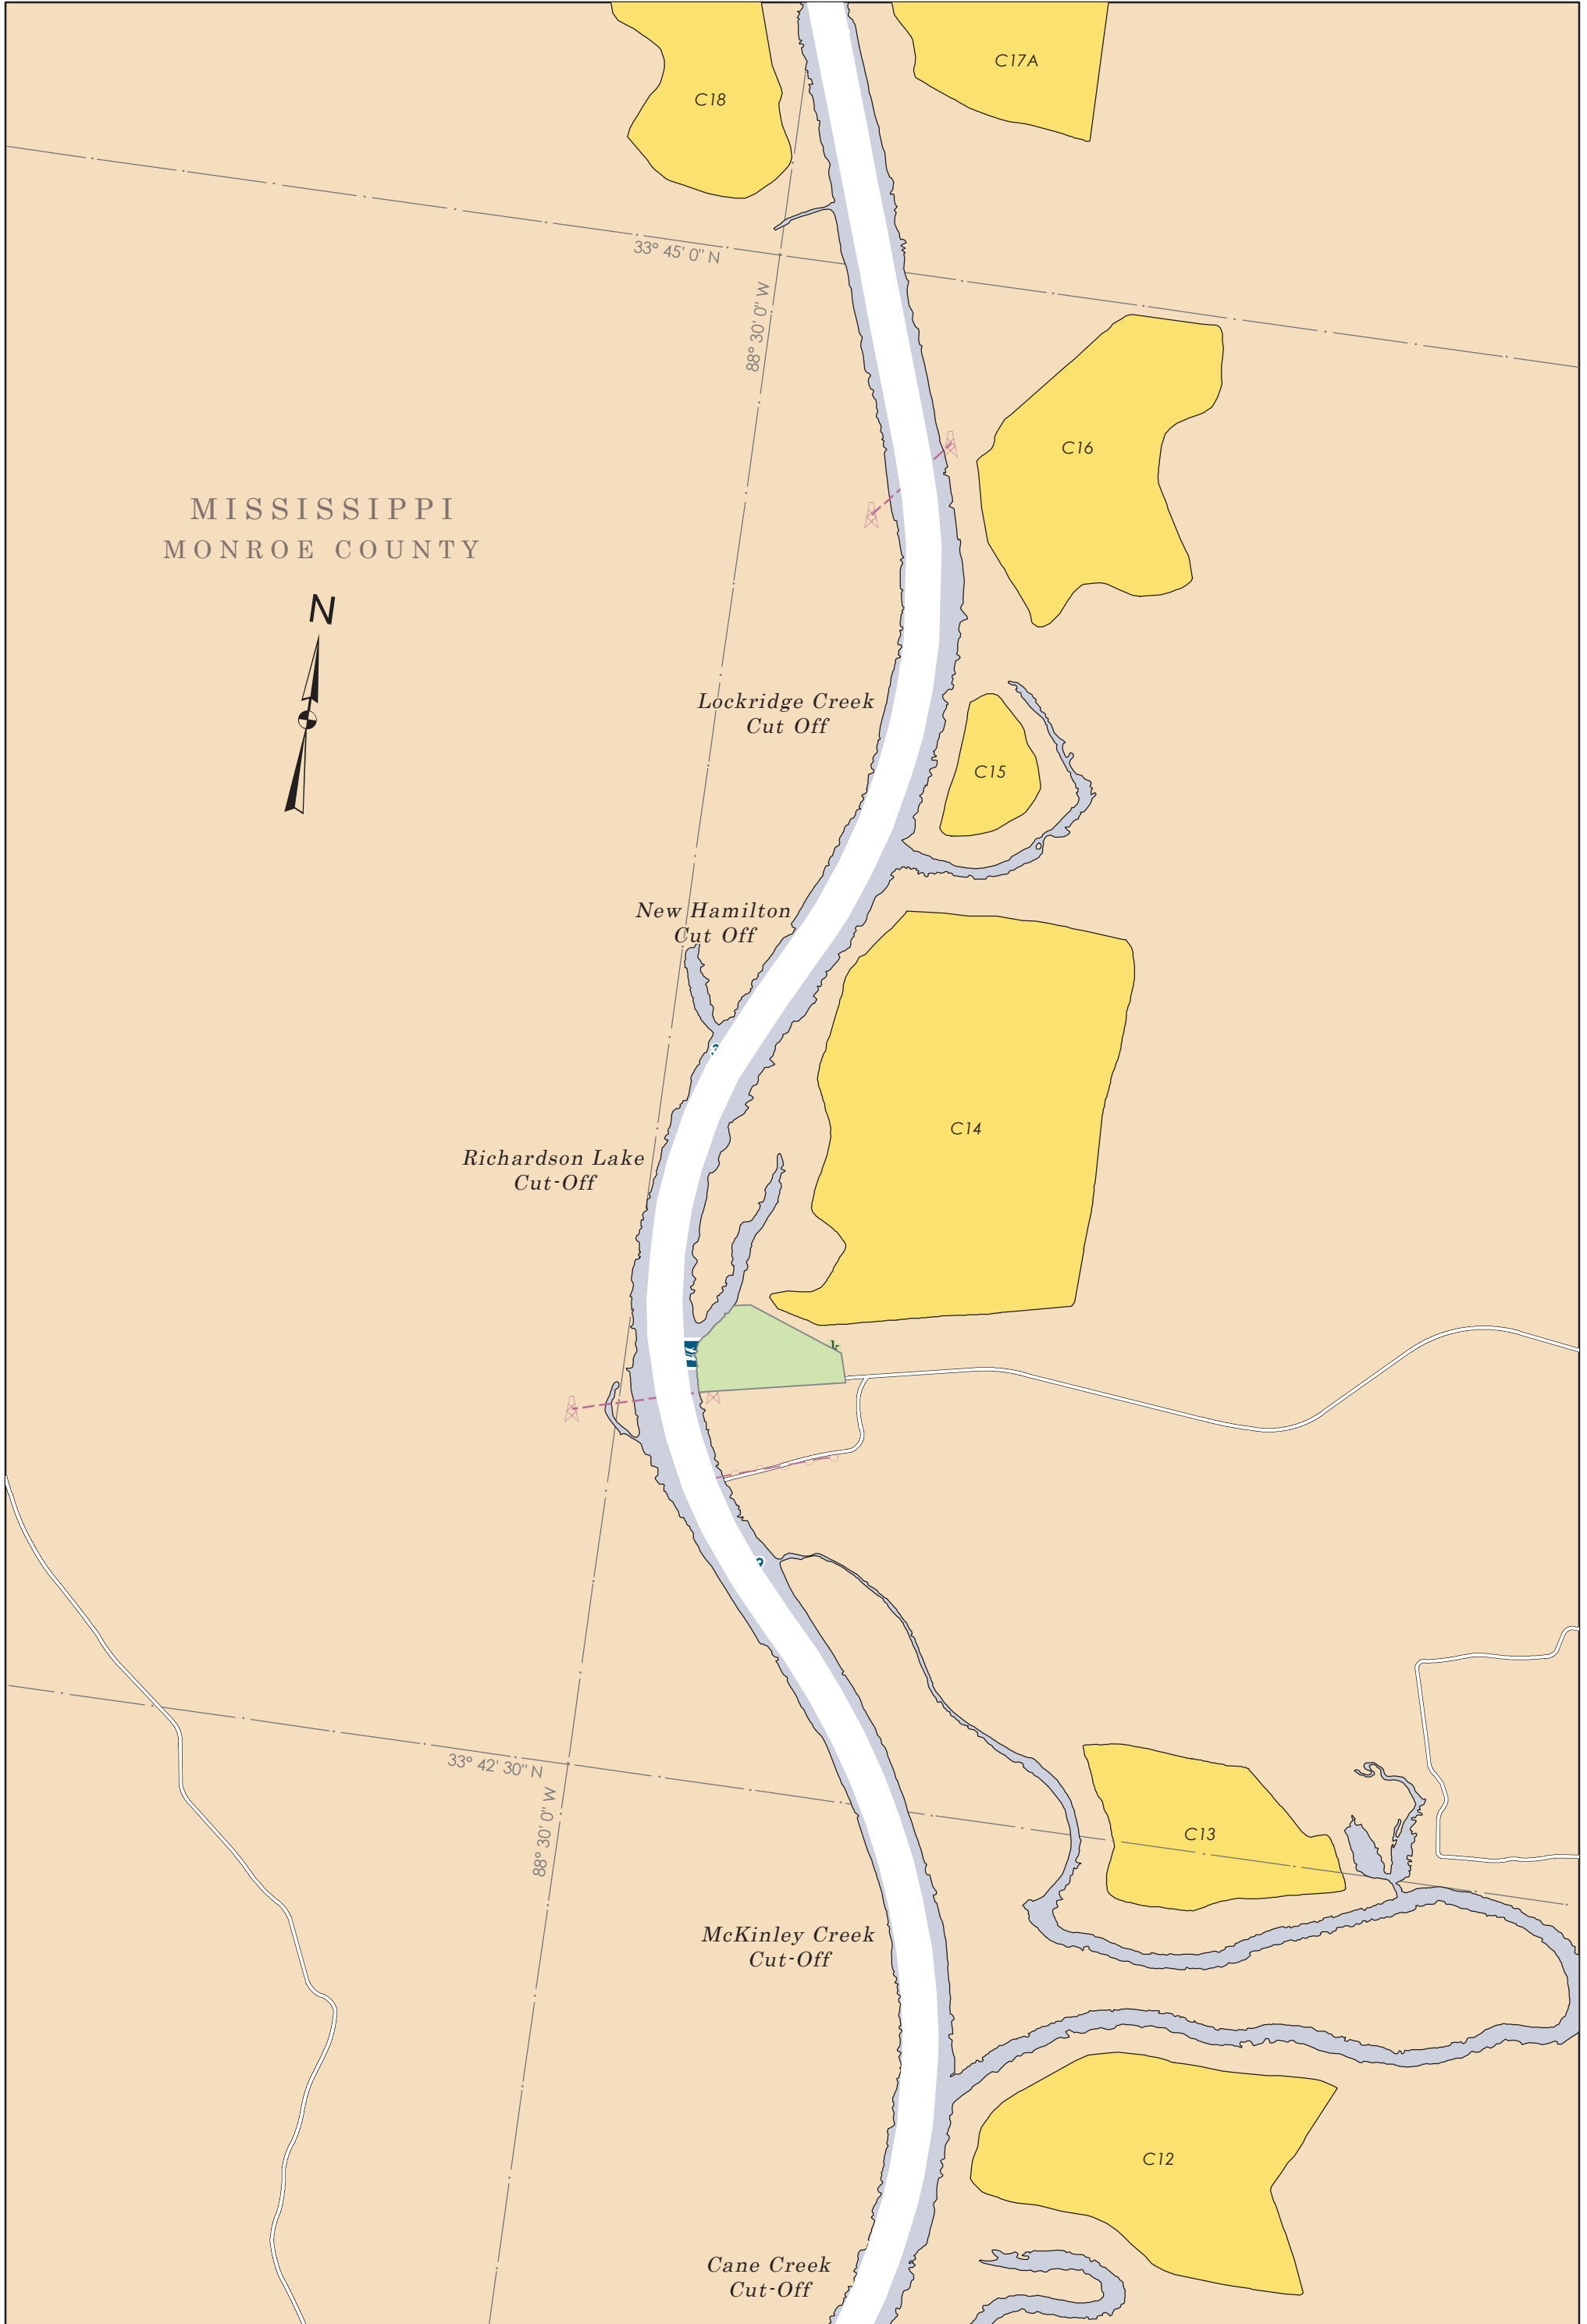 C17A
C18
33° 45' 0" N
88° 30' 0" W
C16
MISSISSIPPI
MONROE COUNTY
N
Lockridge Creek
Cut Off
C15
New Hamilton
Cut Off
C14
Richardson Lake
Cut-Off
k
33° 42' 30" N
88° 30' 0" W
C13
McKinley Creek
Cut-Off
C12
Cane Creek
Cut-Off